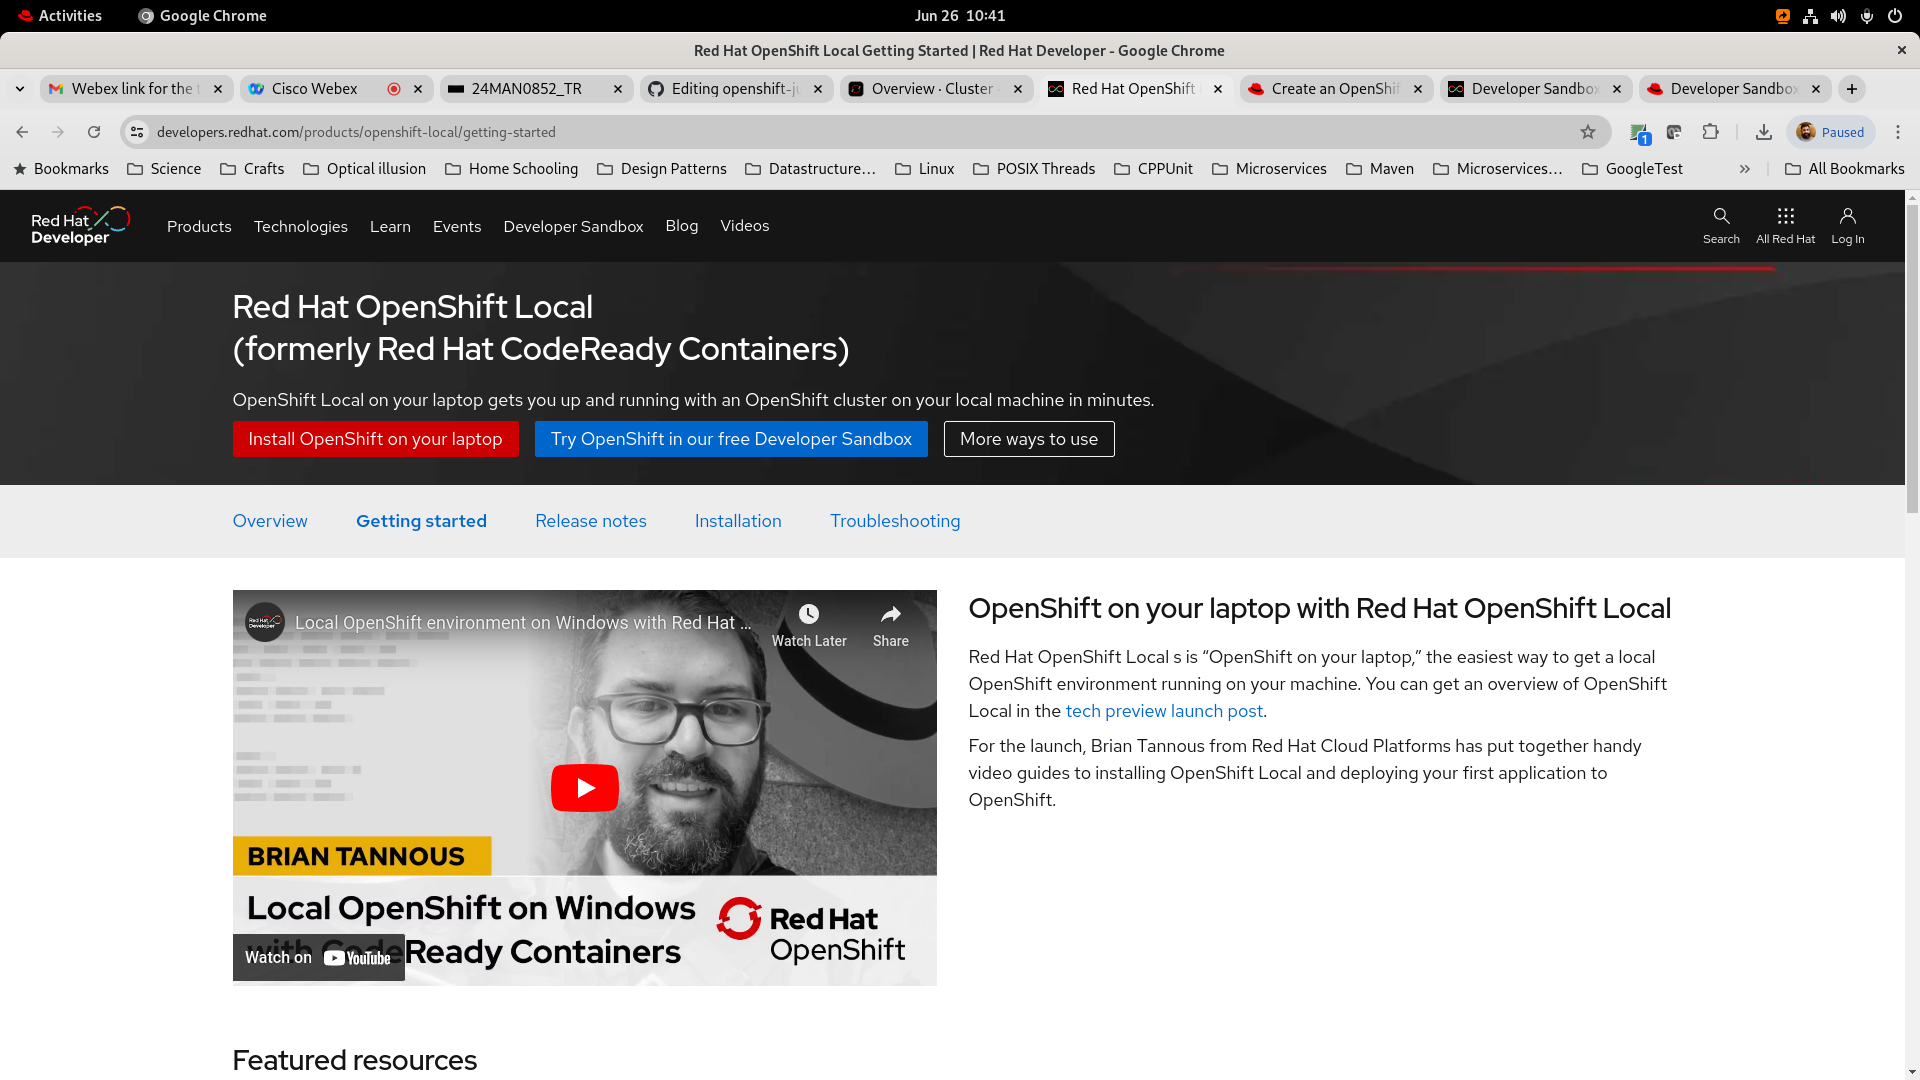 Activities
Google Chrome
Jun 26 10:41
Red Hat OpenShift Local Getting Started | Red Hat Developer - Google Chrome
Webex link for the t
Cisco Webex
24MAN0852_TR
Editing openshift-ju
Overview · Cluster ·
Red Hat OpenShift
Create an OpenShif
Developer Sandbox
Developer Sandbox
developers.redhat.com/products/openshift-local/getting-started
1
Paused
Bookmarks
Science
Crafts
Optical illusion
Home Schooling
Design Patterns
Datastructure...
Linux
POSIX Threads
CPPUnit
Microservices
Maven
Microservices...
GoogleTest
»
All Bookmarks
Red Hat
Developer
Products
Technologies
Learn
Events
Developer Sandbox
Blog
Videos
Search
All Red Hat
Log In
Red Hat OpenShift Local
(formerly Red Hat CodeReady Containers)
OpenShift Local on your laptop gets you up and running with an OpenShift cluster on your local machine in minutes.
Install OpenShift on your laptop
Try OpenShift in our free Developer Sandbox
More ways to use
Overview
Getting started
Release notes
Installation
Troubleshooting
Red Hat
Developer
Local OpenShift environment on Windows with Red Hat ...
Watch Later
Share
BRIAN TANNOUS
Local OpenShift on Windows
with CodeReady Containers
Red Hat
OpenShift
Watch on YouTube
OpenShift on your laptop with Red Hat OpenShift Local
Red Hat OpenShift Local s is “OpenShift on your laptop,” the easiest way to get a local
OpenShift environment running on your machine. You can get an overview of OpenShift
Local in the tech preview launch post.
For the launch, Brian Tannous from Red Hat Cloud Platforms has put together handy
video guides to installing OpenShift Local and deploying your first application to
OpenShift.
Featured resources